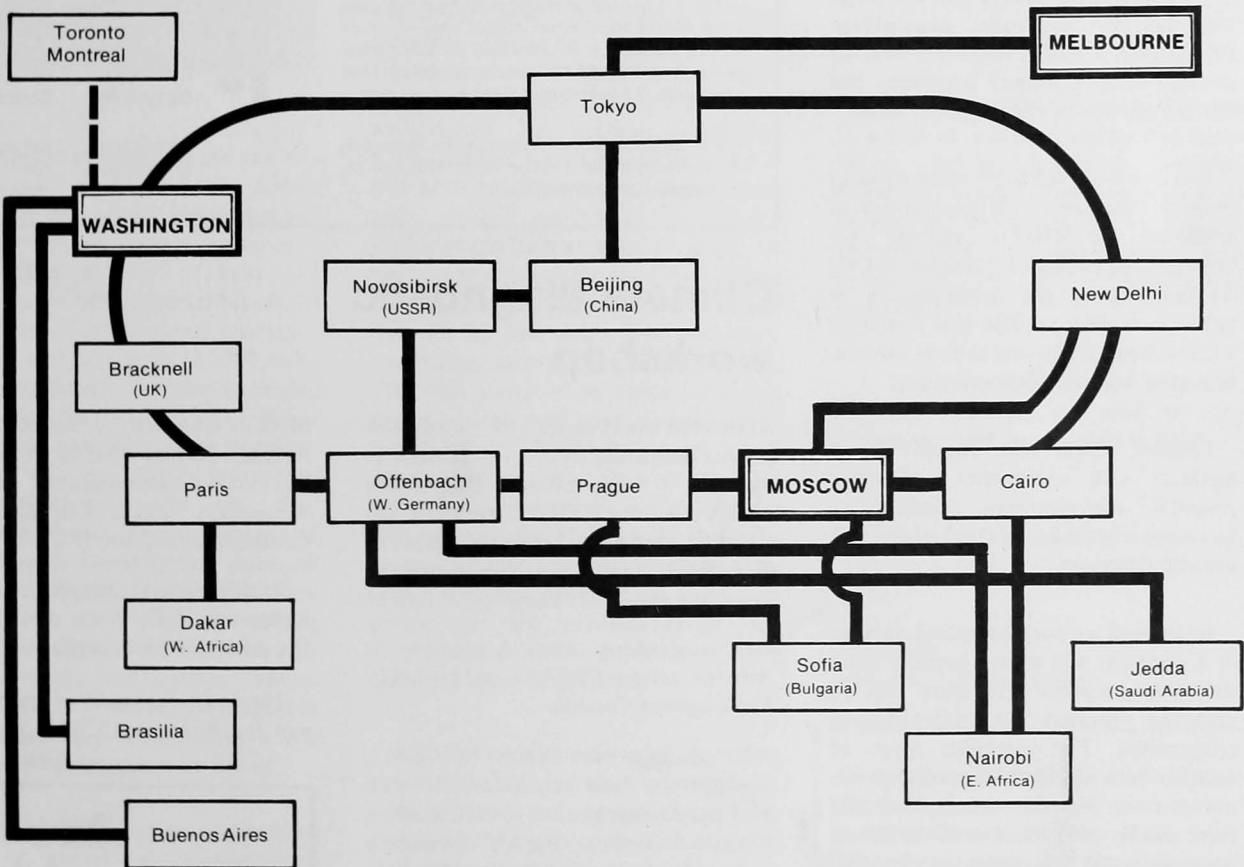 Toronto
Montreal
MELBOURNE
Tokyo
WASHINGTON
Novosibirsk
(USSR)
Beijing
(China)
New Delhi
Bracknell
(UK)
Paris
Offenbach
(W. Germany)
Prague
MOSCOW
Cairo
Dakar
(W. Africa)
Sofia
(Bulgaria)
Jedda
(Saudi Arabia)
Brasilia
Nairobi
(E. Africa)
Buenos Aires